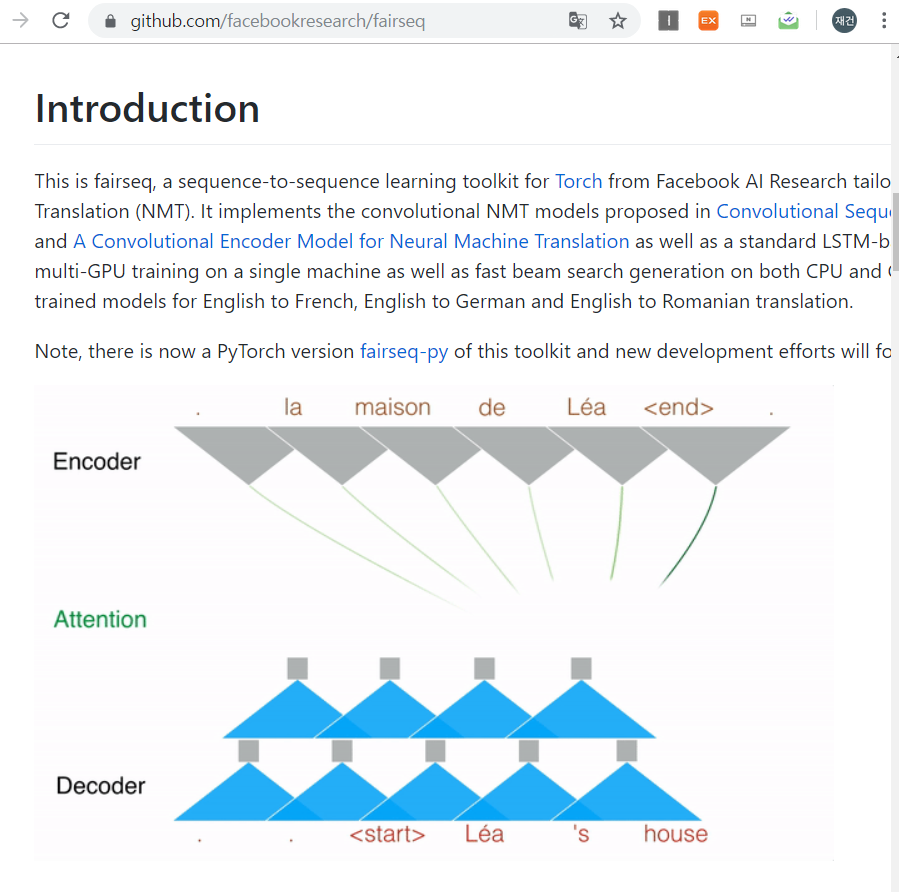 github.com/facebookresearch/fairseq
EX
재건
Introduction
This is fairseq, a sequence-to-sequence learning toolkit for Torch from Facebook AI Research tailo
Translation (NMT). It implements the convolutional NMT models proposed in Convolutional Sequ
and A Convolutional Encoder Model for Neural Machine Translation as well as a standard LSTM-b
multi-GPU training on a single machine as well as fast beam search generation on both CPU and
trained models for English to French, English to German and English to Romanian translation.
Note, there is now a PyTorch version fairseq-py of this toolkit and new development efforts will fo
. la maison de Léa <end> .
Encoder
Attention
Decoder
. . <start> Léa 's house